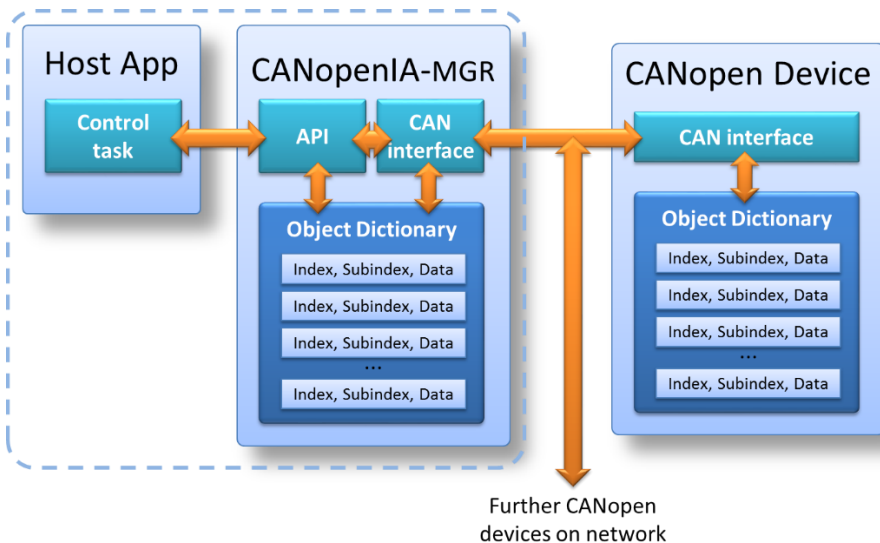 Host App
Control
task
CANopenIA-MGR
API
CAN
interface
Object Dictionary
Index, Subindex, Data
Index, Subindex, Data
Index, Subindex, Data
...
Index, Subindex, Data
CANopen Device
CAN interface
Object Dictionary
Index, Subindex, Data
Index, Subindex, Data
Index, Subindex, Data
...
Index, Subindex, Data
Further CANopen
devices on network